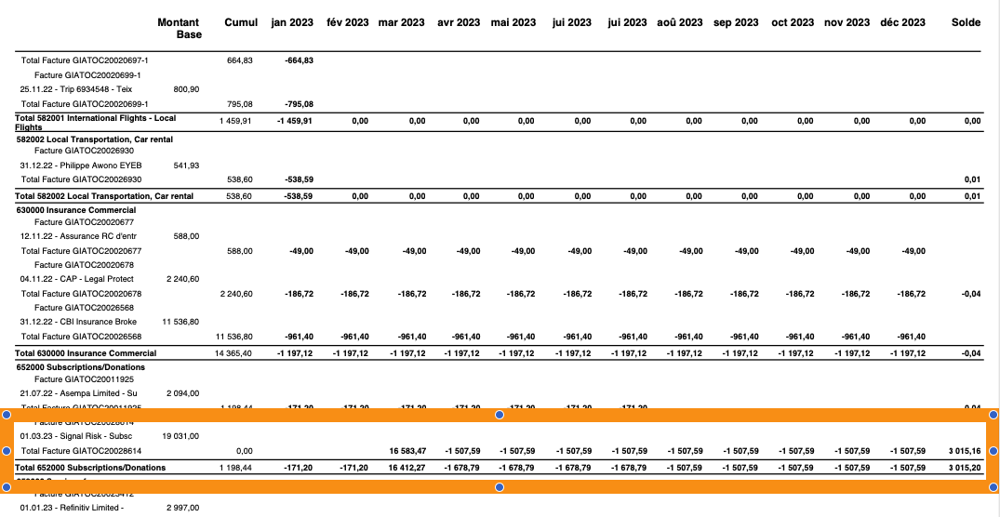 Montant Base Cumul jan 2023 fév 2023 mar 2023 avr 2023 mai 2023 jui 2023 jui 2023 aoû 2023 sep 2023 oct 2023 nov 2023 déc 2023 Solde
Total Facture GIATOC20020697-1 664,83 -664,83
Facture GIATOC20020699-1
25.11.22 - Trip 6934548 - Teix 800,90
Total Facture GIATOC20020699-1 795,08 -795,08
Total 582001 International Flights - Local Flights 1 459,91 -1 459,91 0,00 0,00 0,00 0,00 0,00 0,00 0,00 0,00 0,00 0,00 0,00 0,00
582002 Local Transportation, Car rental
Facture GIATOC20026930
31.12.22 - Philippe Awono EYEB 541,93
Total Facture GIATOC20026930 538,60 -538,59 0,01
Total 582002 Local Transportation, Car rental 538,60 -538,59 0,00 0,00 0,00 0,00 0,00 0,00 0,00 0,00 0,00 0,00 0,00 0,01
630000 Insurance Commercial
Facture GIATOC20020677
12.11.22 - Assurance RC d'entr 588,00
Total Facture GIATOC20020677 588,00 -49,00 -49,00 -49,00 -49,00 -49,00 -49,00 -49,00 -49,00 -49,00 -49,00 -49,00 -49,00
Facture GIATOC20020678
04.11.22 - CAP - Legal Protect 2 240,60
Total Facture GIATOC20020678 2 240,60 -186,72 -186,72 -186,72 -186,72 -186,72 -186,72 -186,72 -186,72 -186,72 -186,72 -186,72 -186,72 -0,04
Facture GIATOC20026568
31.12.22 - CBI Insurance Broke 11 536,80
Total Facture GIATOC20026568 11 536,80 -961,40 -961,40 -961,40 -961,40 -961,40 -961,40 -961,40 -961,40 -961,40 -961,40 -961,40 -961,40
Total 630000 Insurance Commercial 14 365,40 -1 197,12 -1 197,12 -1 197,12 -1 197,12 -1 197,12 -1 197,12 -1 197,12 -1 197,12 -1 197,12 -1 197,12 -1 197,12 -1 197,12 -0,04
652000 Subscriptions/Donations
Facture GIATOC20011925
21.07.22 - Asempa Limited - Su 2 094,00
Total Facture GIATOC20011925 1 198,44 -171,20 -171,20 -171,20 -171,20 -171,20 -171,20 -171,20 0,04
Facture GIATOC20028614
01.03.23 - Signal Risk - Subsc 19 031,00
Total Facture GIATOC20028614 0,00 16 583,47 -1 507,59 -1 507,59 -1 507,59 -1 507,59 -1 507,59 -1 507,59 -1 507,59 -1 507,59 -1 507,59 3 015,16
Total 652000 Subscriptions/Donations 1 198,44 -171,20 -171,20 16 412,27 -1 678,79 -1 678,79 -1 678,79 -1 678,79 -1 507,59 -1 507,59 -1 507,59 -1 507,59 -1 507,59 3 015,20
Facture GIATOC20023412
01.01.23 - Refinitiv Limited - 2 997,00